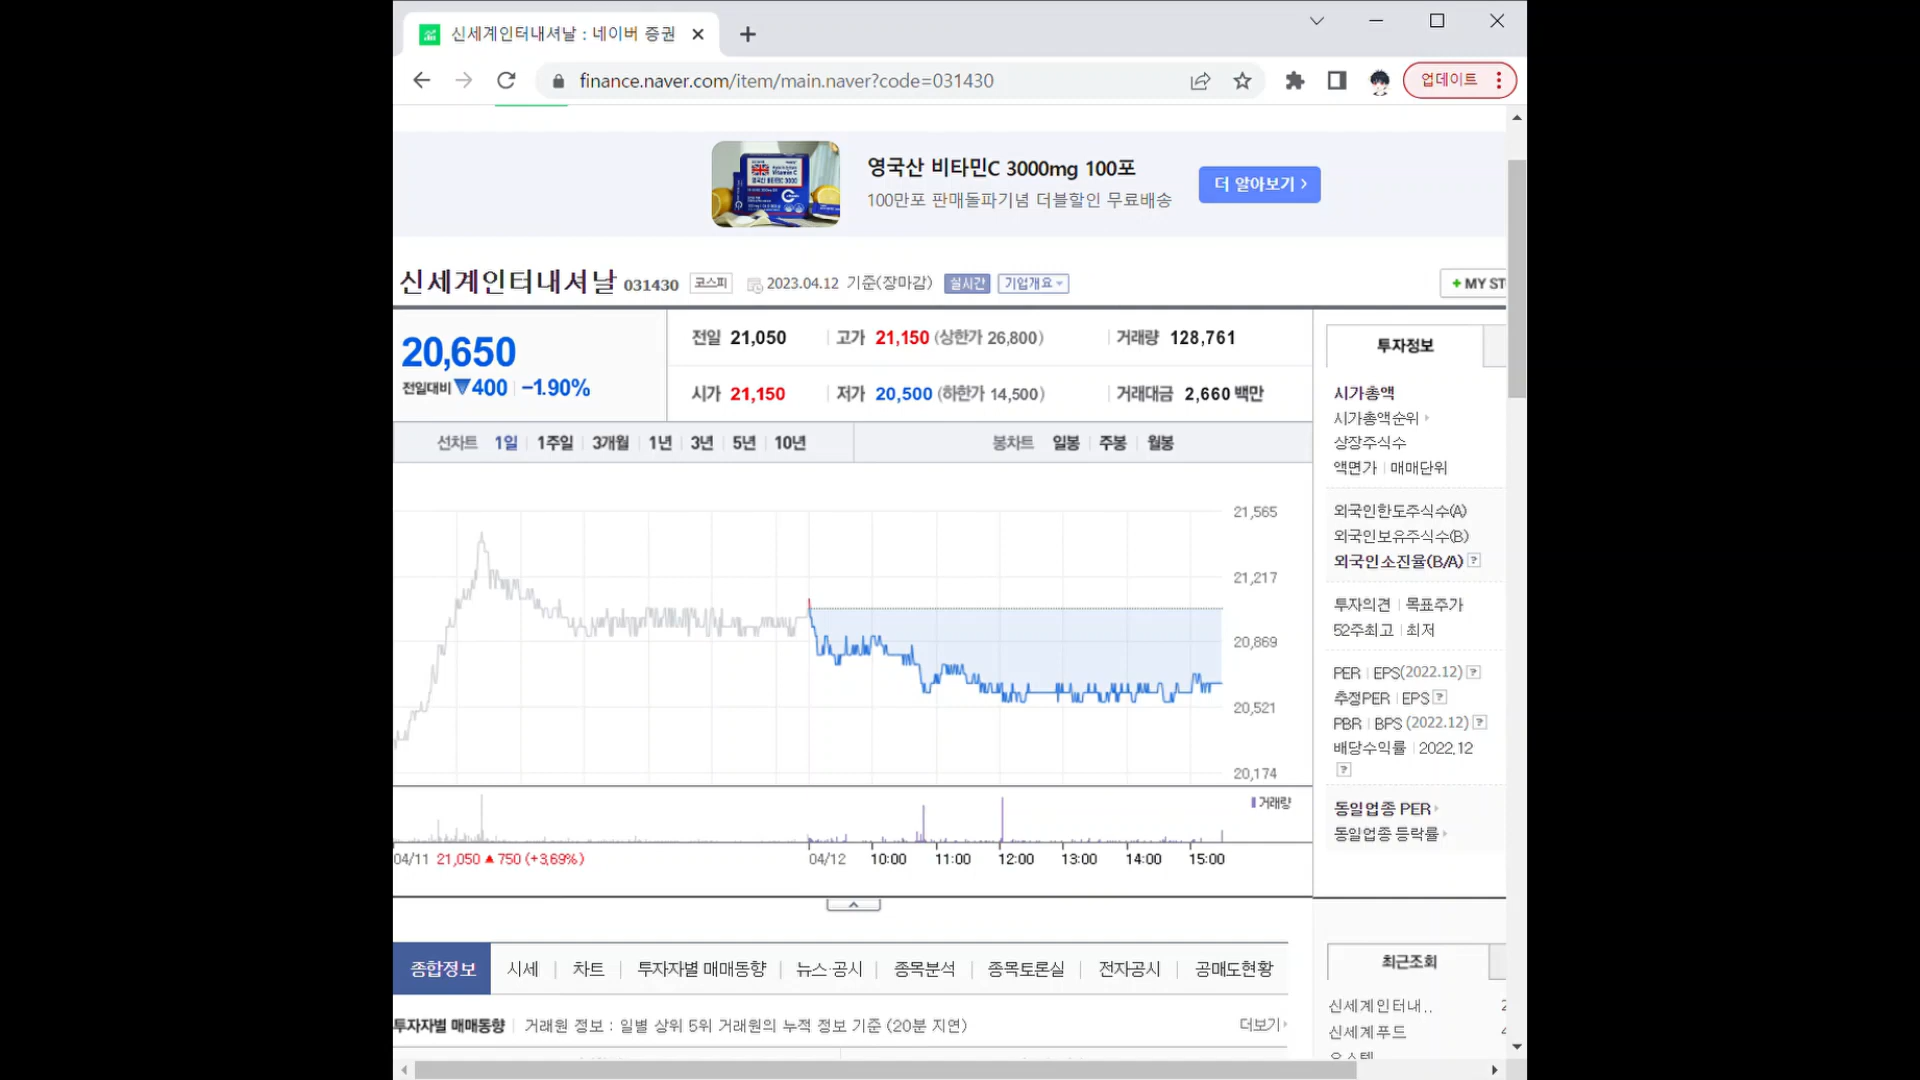 신세계인터내셔날 : 네이버 증권
finance.naver.com/item/main.naver?code=031430
업데이트
영국산 비타민C 3000mg 100포
100만포 판매돌파기념 더블할인 무료배송
더 알아보기
신세계인터내셔날 031430 코스피 2023.04.12 기준(장마감) 실시간 기업개요
+ MY ST
20,650
전일대비 ▼400 -1.90%
전일 21,050 고가 21,150 (상한가 26,800) 거래량 128,761
시가 21,150 저가 20,500 (하한가 14,500) 거래대금 2,660 백만
선차트 1일 1주일 3개월 1년 3년 5년 10년 봉차트 일봉 주봉 월봉
21,565
21,217
20,869
20,521
20,174
거래량
04/11 21,050 ▲ 750 (+3,69%) 04/12 10:00 11:00 12:00 13:00 14:00 15:00
투자정보
시가총액
시가총액순위
상장주식수
액면가 | 매매단위
외국인한도주식수(A)
외국인보유주식수(B)
외국인소진율(B/A) ?
투자의견 | 목표주가
52주최고 | 최저
PER | EPS(2022.12) ?
추정PER | EPS ?
PBR | BPS (2022.12) ?
배당수익률 | 2022.12
?
동일업종 PER
동일업종 등락률
종합정보 시세 차트 투자자별 매매동향 뉴스·공시 종목분석 종목토론실 전자공시 공매도현황
투자자별 매매동향 거래원 정보 : 일별 상위 5위 거래원의 누적 정보 기준 (20분 지연) 더보기
최근조회
신세계인터내..
신세계푸드